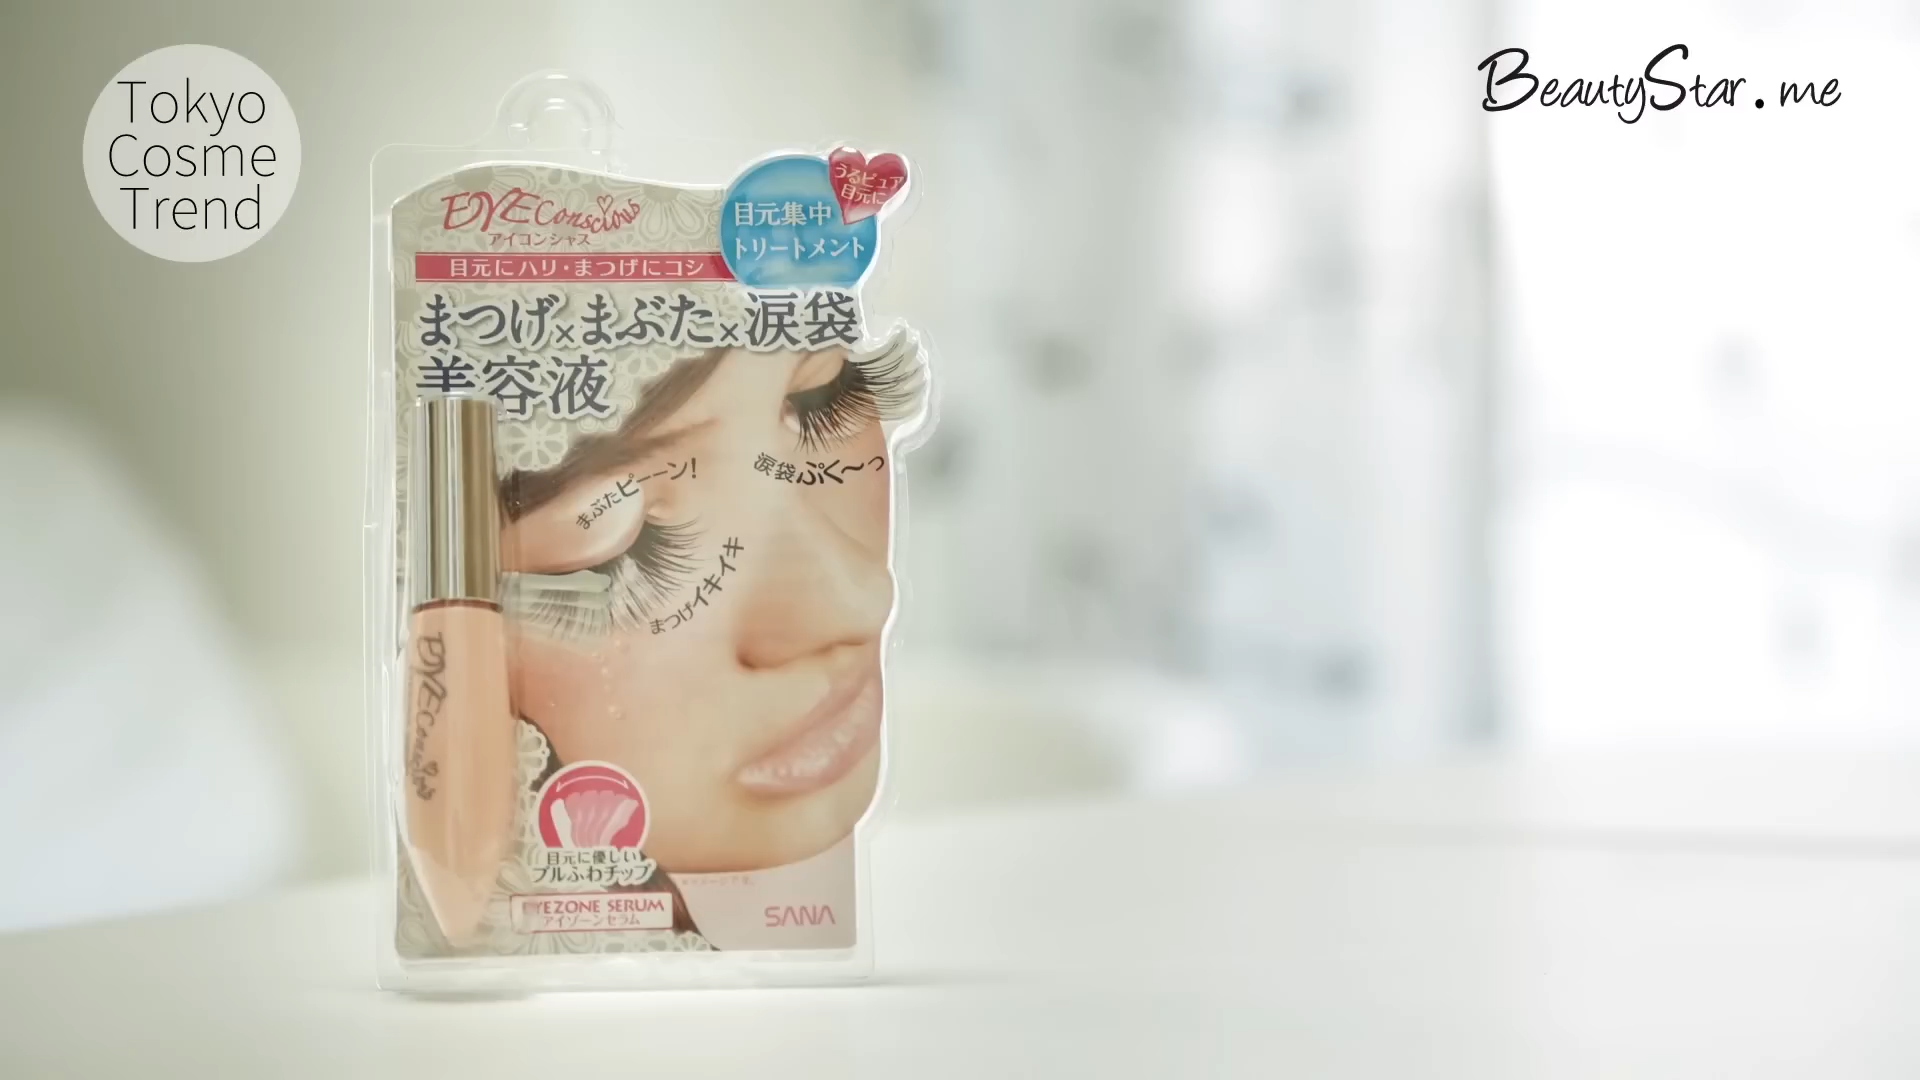 Tokyo
Cosme
Trend
BeautyStar.me
EYEConscious
アイコンシャス
うるピュア
目元に
目元集中
トリートメント
目元にハリ・まつげにコシ
まつげ×まぶた×涙袋
美容液
涙袋ぷく〜っ
まぶたピーーン!
まつげイキイキ
EYEConscious
目元に優しい
プルふわチップ
EYEZONE SERUM
アイゾーンセラム
SANA